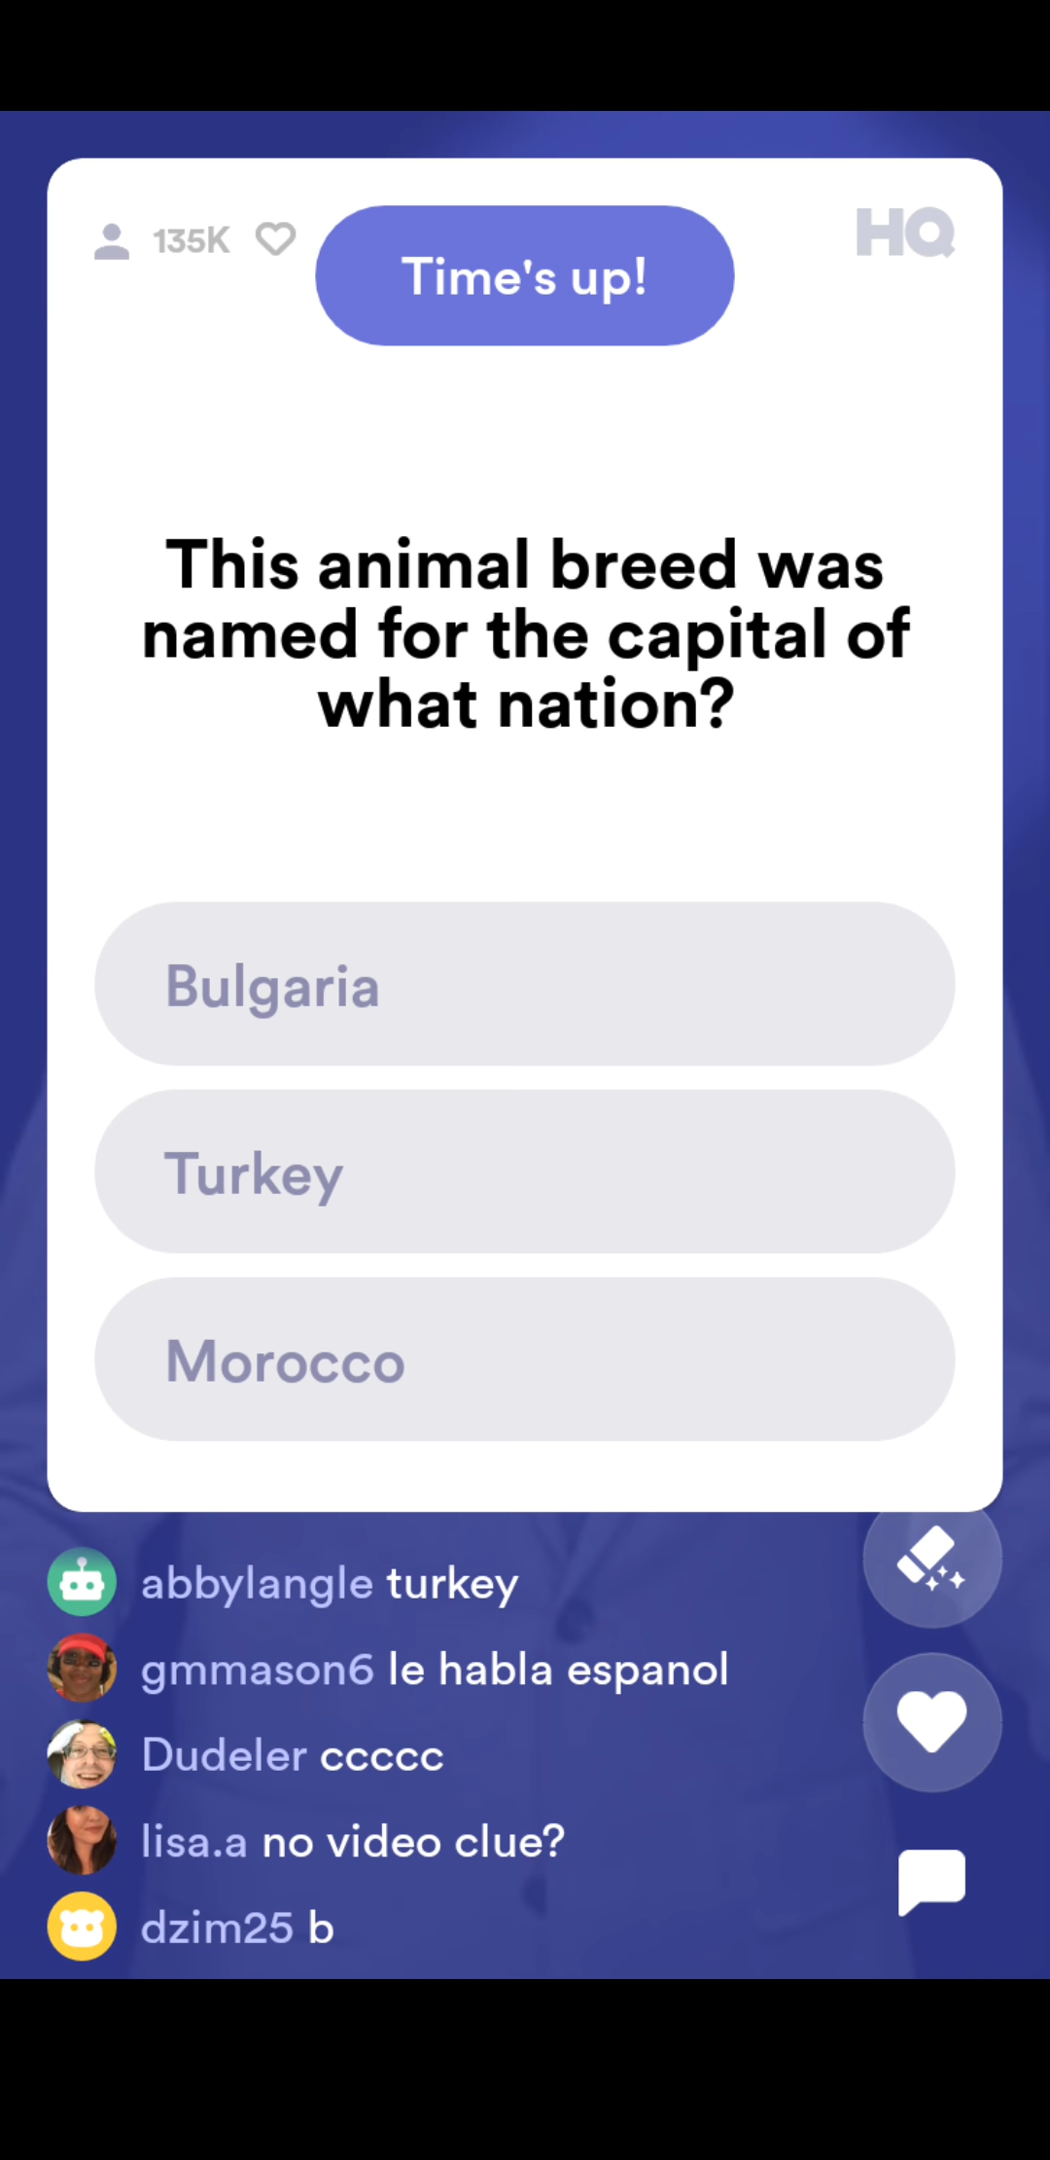 135K
Time's up!
HQ
This animal breed was
named for the capital of
what nation?
Bulgaria
Turkey
Morocco
abbylangle turkey
gmmason6 le habla espanol
Dudeler ccccc
lisa.a no video clue?
dzim25 b